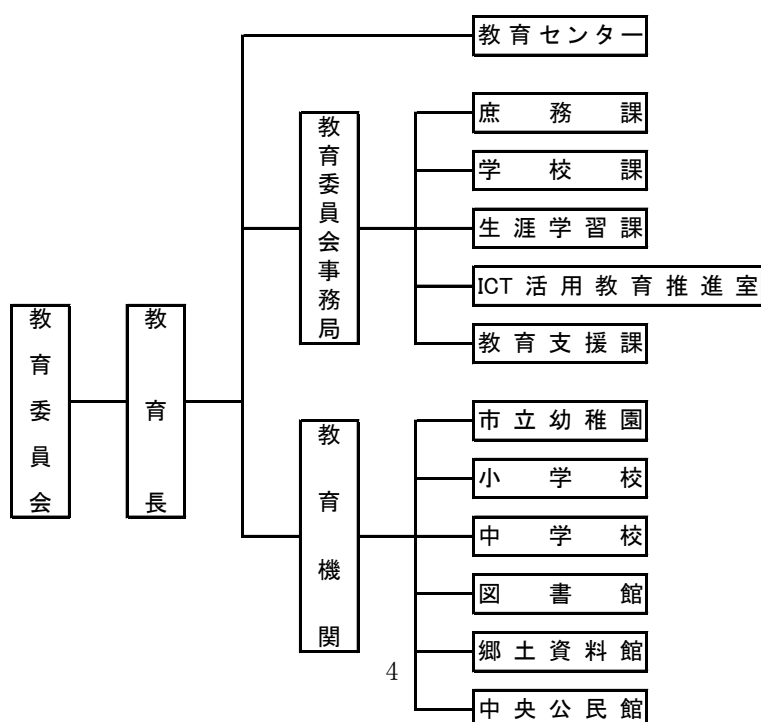 教育センター
庶務課
学校課
生涯学習課
ICT活用教育推進室
教育支援課
教育委員会事務局
教育委員会
教育長
教育機関
市立幼稚園
小学校
中学校
図書館
郷土資料館
中央公民館
4